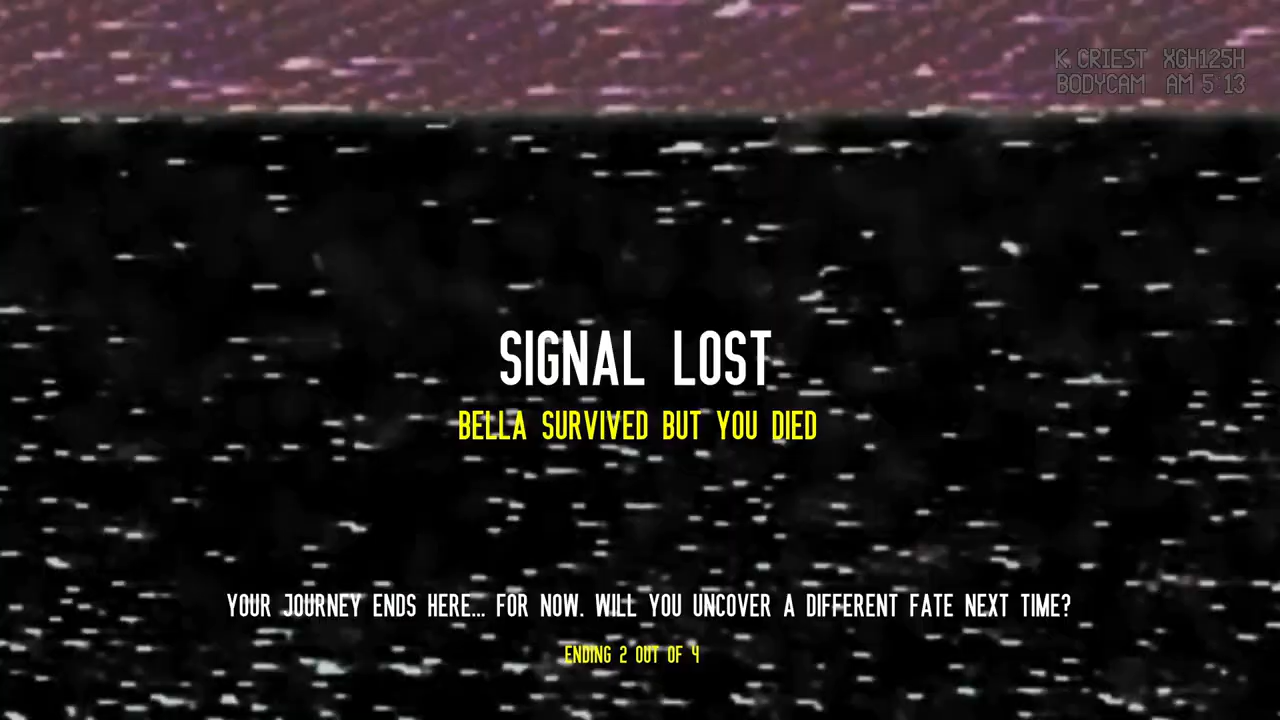 K. CRIEST XGH125H
BODYCAM AM 5 13
SIGNAL LOST
BELLA SURVIVED BUT YOU DIED
YOUR JOURNEY ENDS HERE... FOR NOW. WILL YOU UNCOVER A DIFFERENT FATE NEXT TIME?
ENDING 2 OUT OF 4